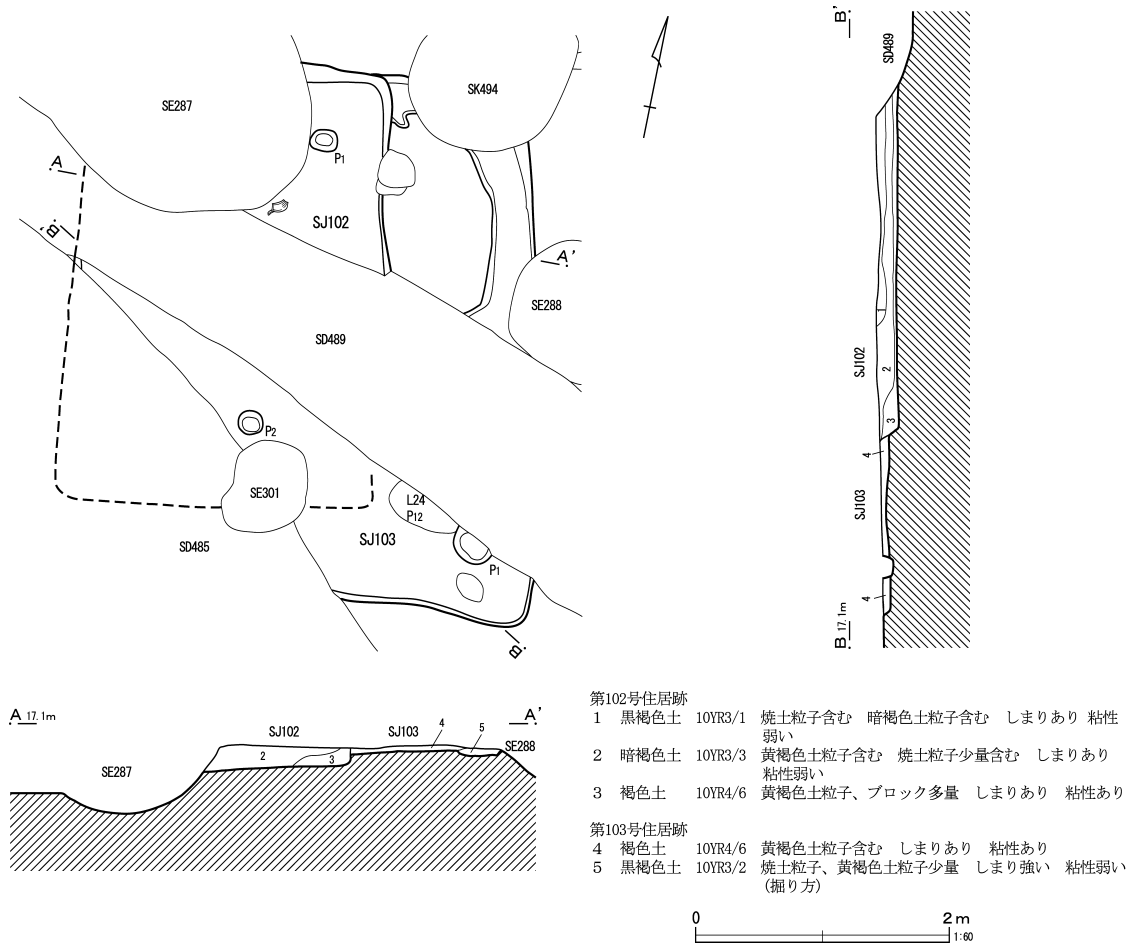 SE287
SK494
A
P1
SJ102
B'
A'
SE288
SD489
P2
SE301
L24
P12
SD485
SJ103
P1
B
B'
SD489
SJ102
2
3
4
SJ103
4
B 17.1m
A 17.1m
A'
SJ102
SJ103
4
5
SE288
2
3
SE287
第102号住居跡
1 黒褐色土 10YR3/1 焼土粒子含む 暗褐色土粒子含む しまりあり 粘性
弱い
2 暗褐色土 10YR3/3 黄褐色土粒子含む 焼土粒子少量含む しまりあり
粘性弱い
3 褐色土 10YR4/6 黄褐色土粒子、ブロック多量 しまりあり 粘性あり
第103号住居跡
4 褐色土 10YR4/6 黄褐色土粒子含む しまりあり 粘性あり
5 黒褐色土 10YR3/2 焼土粒子、黄褐色土粒子少量 しまり強い 粘性弱い
(掘り方)
0 2m
1:60